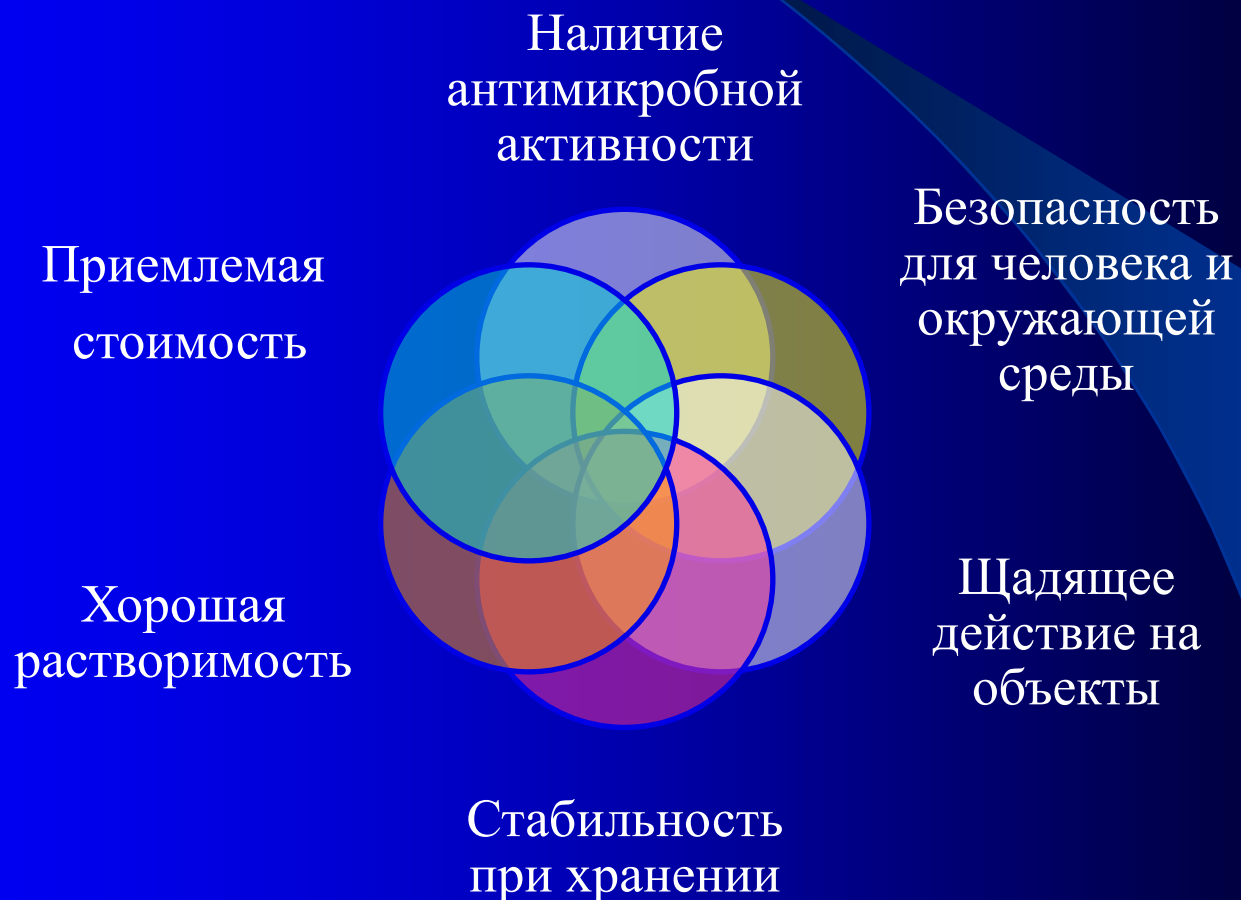 Наличие
антимикробной
активности
Безопасность
для человека и
окружающей
среды
Щадящее
действие на
объекты
Стабильность
при хранении
Хорошая
растворимость
Приемлемая
стоимость